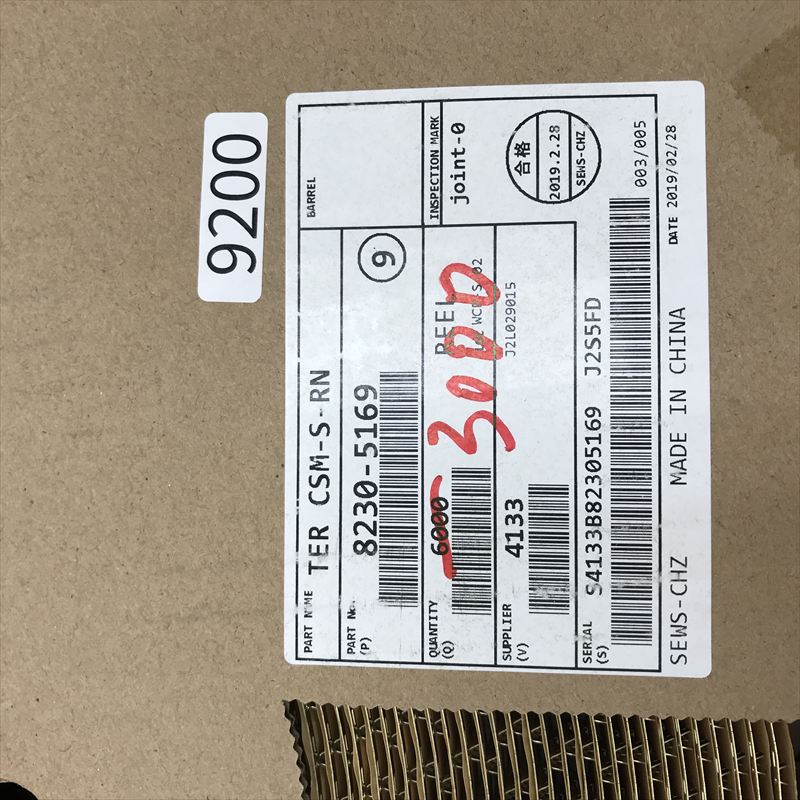 9200
PART NAME TER CSM-S-RN
BARREL
PART No.
(P)
8230-5169
9
QUANTITY
(Q)
6000
3000
REEL
J2L029015
INSPECTION MARK
joint-0
合格
2019.2.28
SEWS-CHZ
SUPPLIER
(V)
4133
SERIAL
(S)
S4133B82305169 J2S5FD
003/005
SEWS-CHZ MADE IN CHINA DATE 2019/02/28